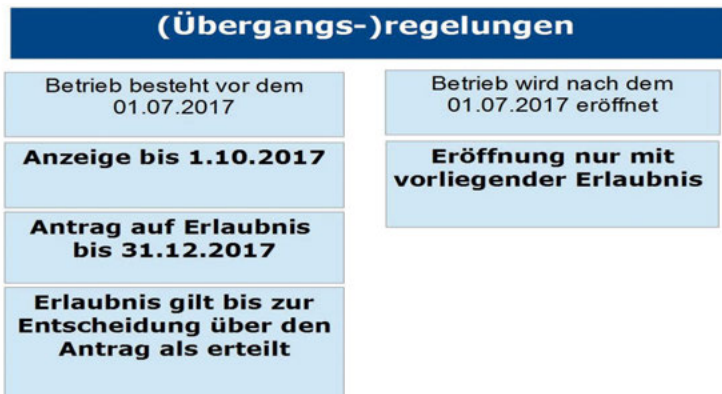 (Übergangs-)regelungen
Betrieb besteht vor dem
01.07.2017
Anzeige bis 1.10.2017
Antrag auf Erlaubnis
bis 31.12.2017
Erlaubnis gilt bis zur
Entscheidung über den
Antrag als erteilt
Betrieb wird nach dem
01.07.2017 eröffnet
Eröffnung nur mit
vorliegender Erlaubnis